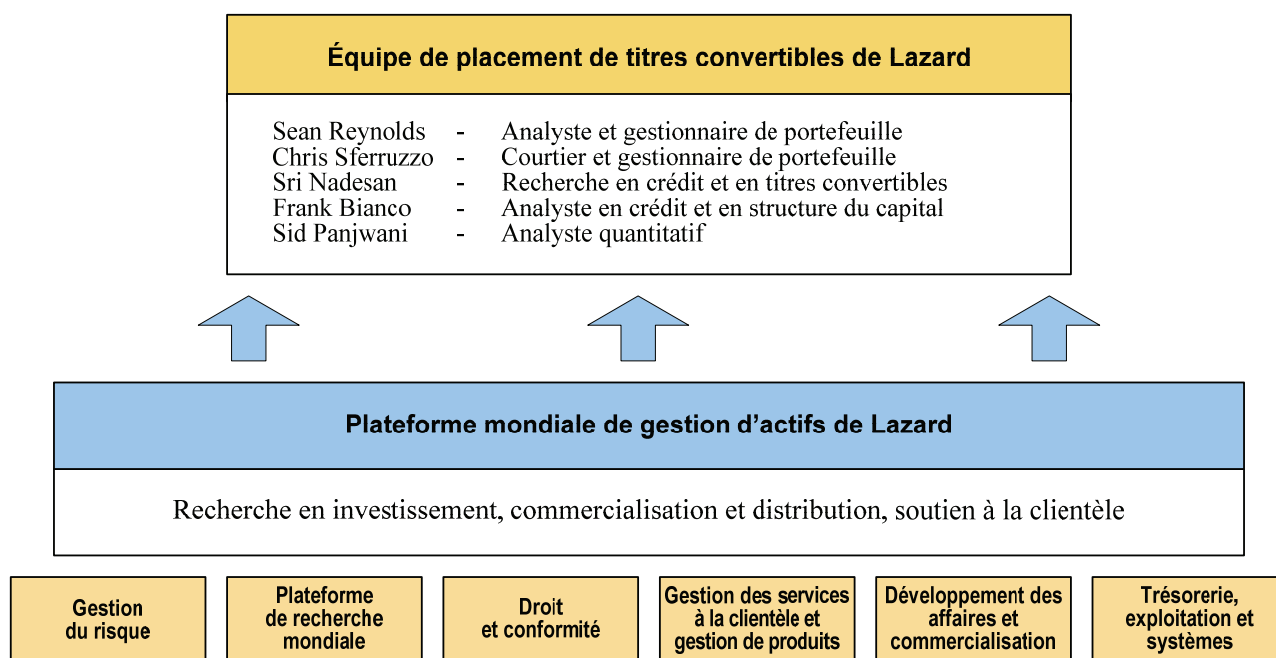 Équipe de placement de titres convertibles de Lazard
Sean Reynolds - Analyste et gestionnaire de portefeuille
Chris Sferruzzo - Courtier et gestionnaire de portefeuille
Sri Nadesan - Recherche en crédit et en titres convertibles
Frank Bianco - Analyste en crédit et en structure du capital
Sid Panjwani - Analyste quantitatif
Plateforme mondiale de gestion d’actifs de Lazard
Recherche en investissement, commercialisation et distribution, soutien à la clientèle
Gestion
du risque
Plateforme
de recherche
mondiale
Droit
et conformité
Gestion des services
à la clientèle et
gestion de produits
Développement des
affaires et
commercialisation
Trésorerie,
exploitation et
systèmes